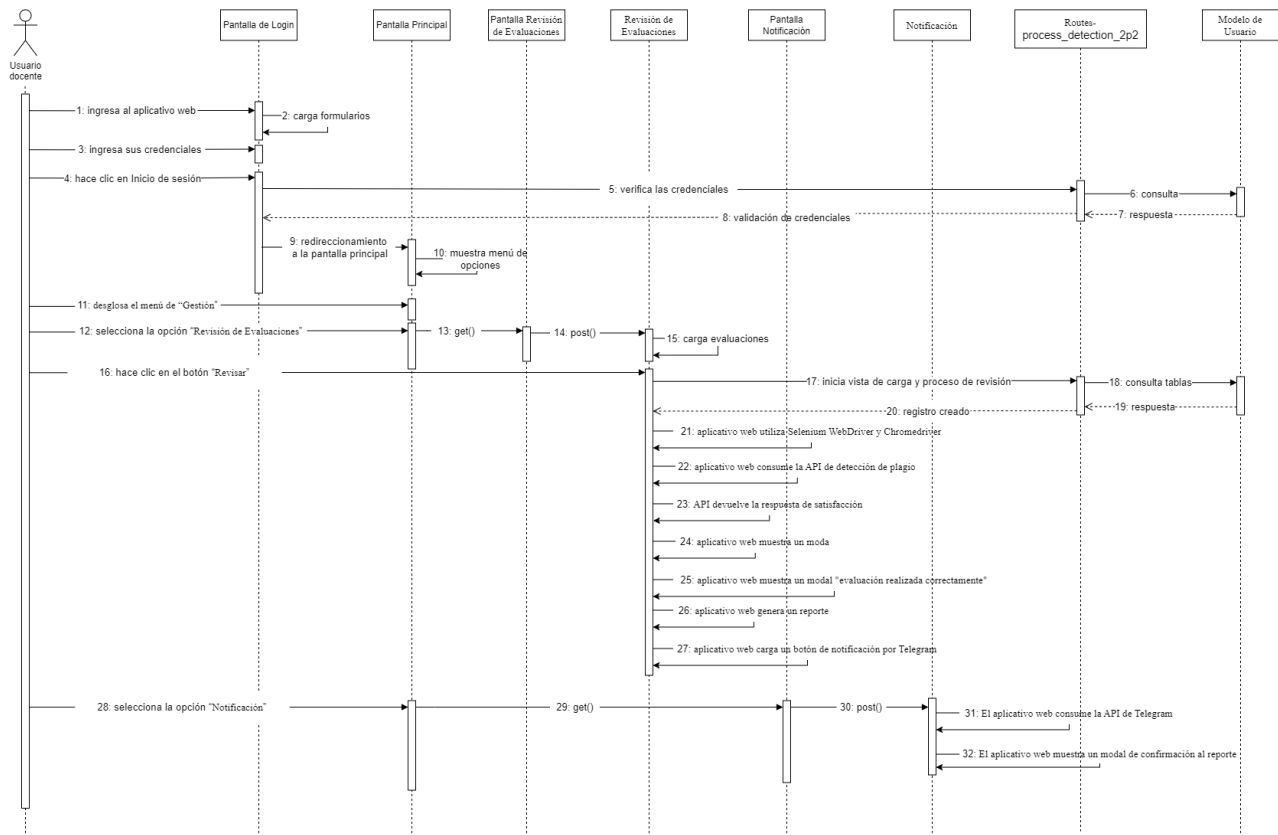 Pantalla de Login
Pantalla Principal
Pantalla Revisión
de Evaluaciones
Revisión de
Evaluaciones
Pantalla
Notificación
Notificación
Routes-
process_detection_2p2
Modelo de
Usuario
Usuario
docente
1: ingresa al aplicativo web
2: carga formularios
3: ingresa sus credenciales
4: hace clic en Inicio de sesión
5: verifica las credenciales
6: consulta
7: respuesta
8: validación de credenciales
9: redireccionamiento
a la pantalla principal
10: muestra menú de
opciones
11: desglosa el menú de “Gestión”
12: selecciona la opción “Revisión de Evaluaciones”
13: get()
14: post()
15: carga evaluaciones
16: hace clic en el botón “Revisar”
17: inicia vista de carga y proceso de revisión
18: consulta tablas
19: respuesta
20: registro creado
21: aplicativo web utiliza Selenium WebDriver y Chromedriver
22: aplicativo web consume la API de detección de plagio
23: API devuelve la respuesta de satisfacción
24: aplicativo web muestra un moda
25: aplicativo web muestra un modal "evaluación realizada correctamente"
26: aplicativo web genera un reporte
27: aplicativo web carga un botón de notificación por Telegram
28: selecciona la opción “Notificación”
29: get()
30: post()
31: El aplicativo web consume la API de Telegram
32: El aplicativo web muestra un modal de confirmación al reporte